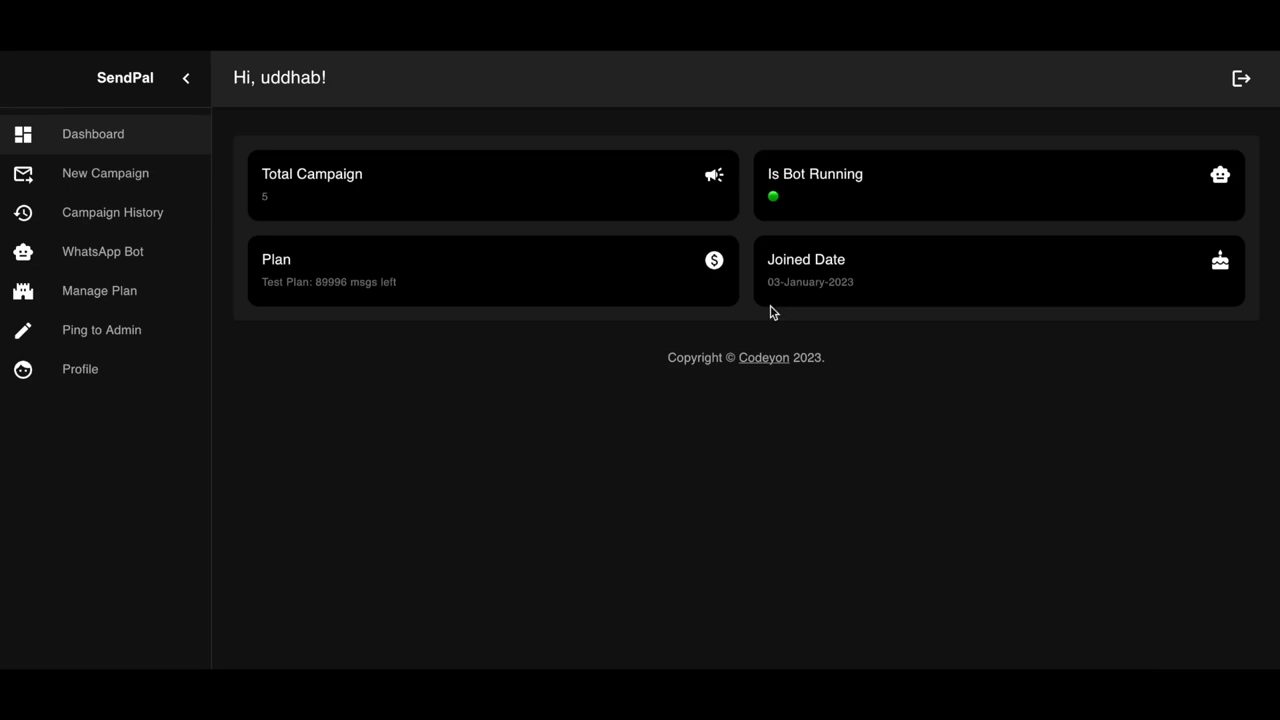 SendPal
Hi, uddhab!
Dashboard
New Campaign
Campaign History
WhatsApp Bot
Manage Plan
Ping to Admin
Profile
Total Campaign
5
Is Bot Running
Plan
Test Plan: 89996 msgs left
Joined Date
03-January-2023
Copyright © Codeyon 2023.